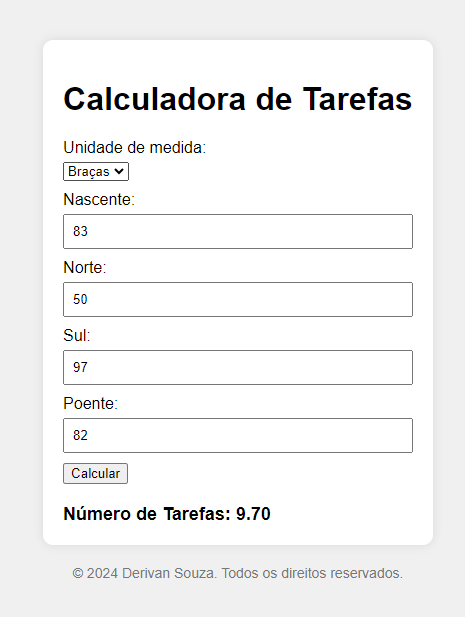 Calculadora de Tarefas
Unidade de medida:
Braças
Nascente:
83
Norte:
50
Sul:
97
Poente:
82
Calcular
Número de Tarefas: 9.70
© 2024 Derivan Souza. Todos os direitos reservados.